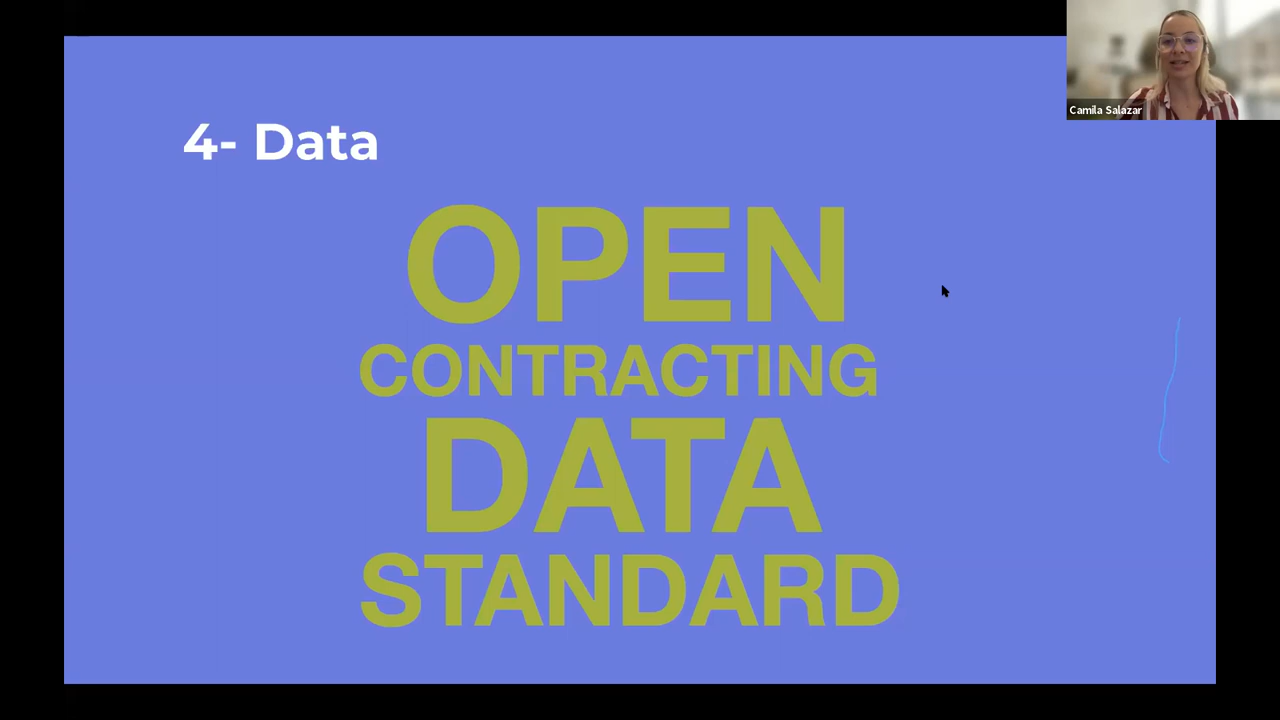 Camila Salazar
4- Data
OPEN
CONTRACTING
DATA
STANDARD